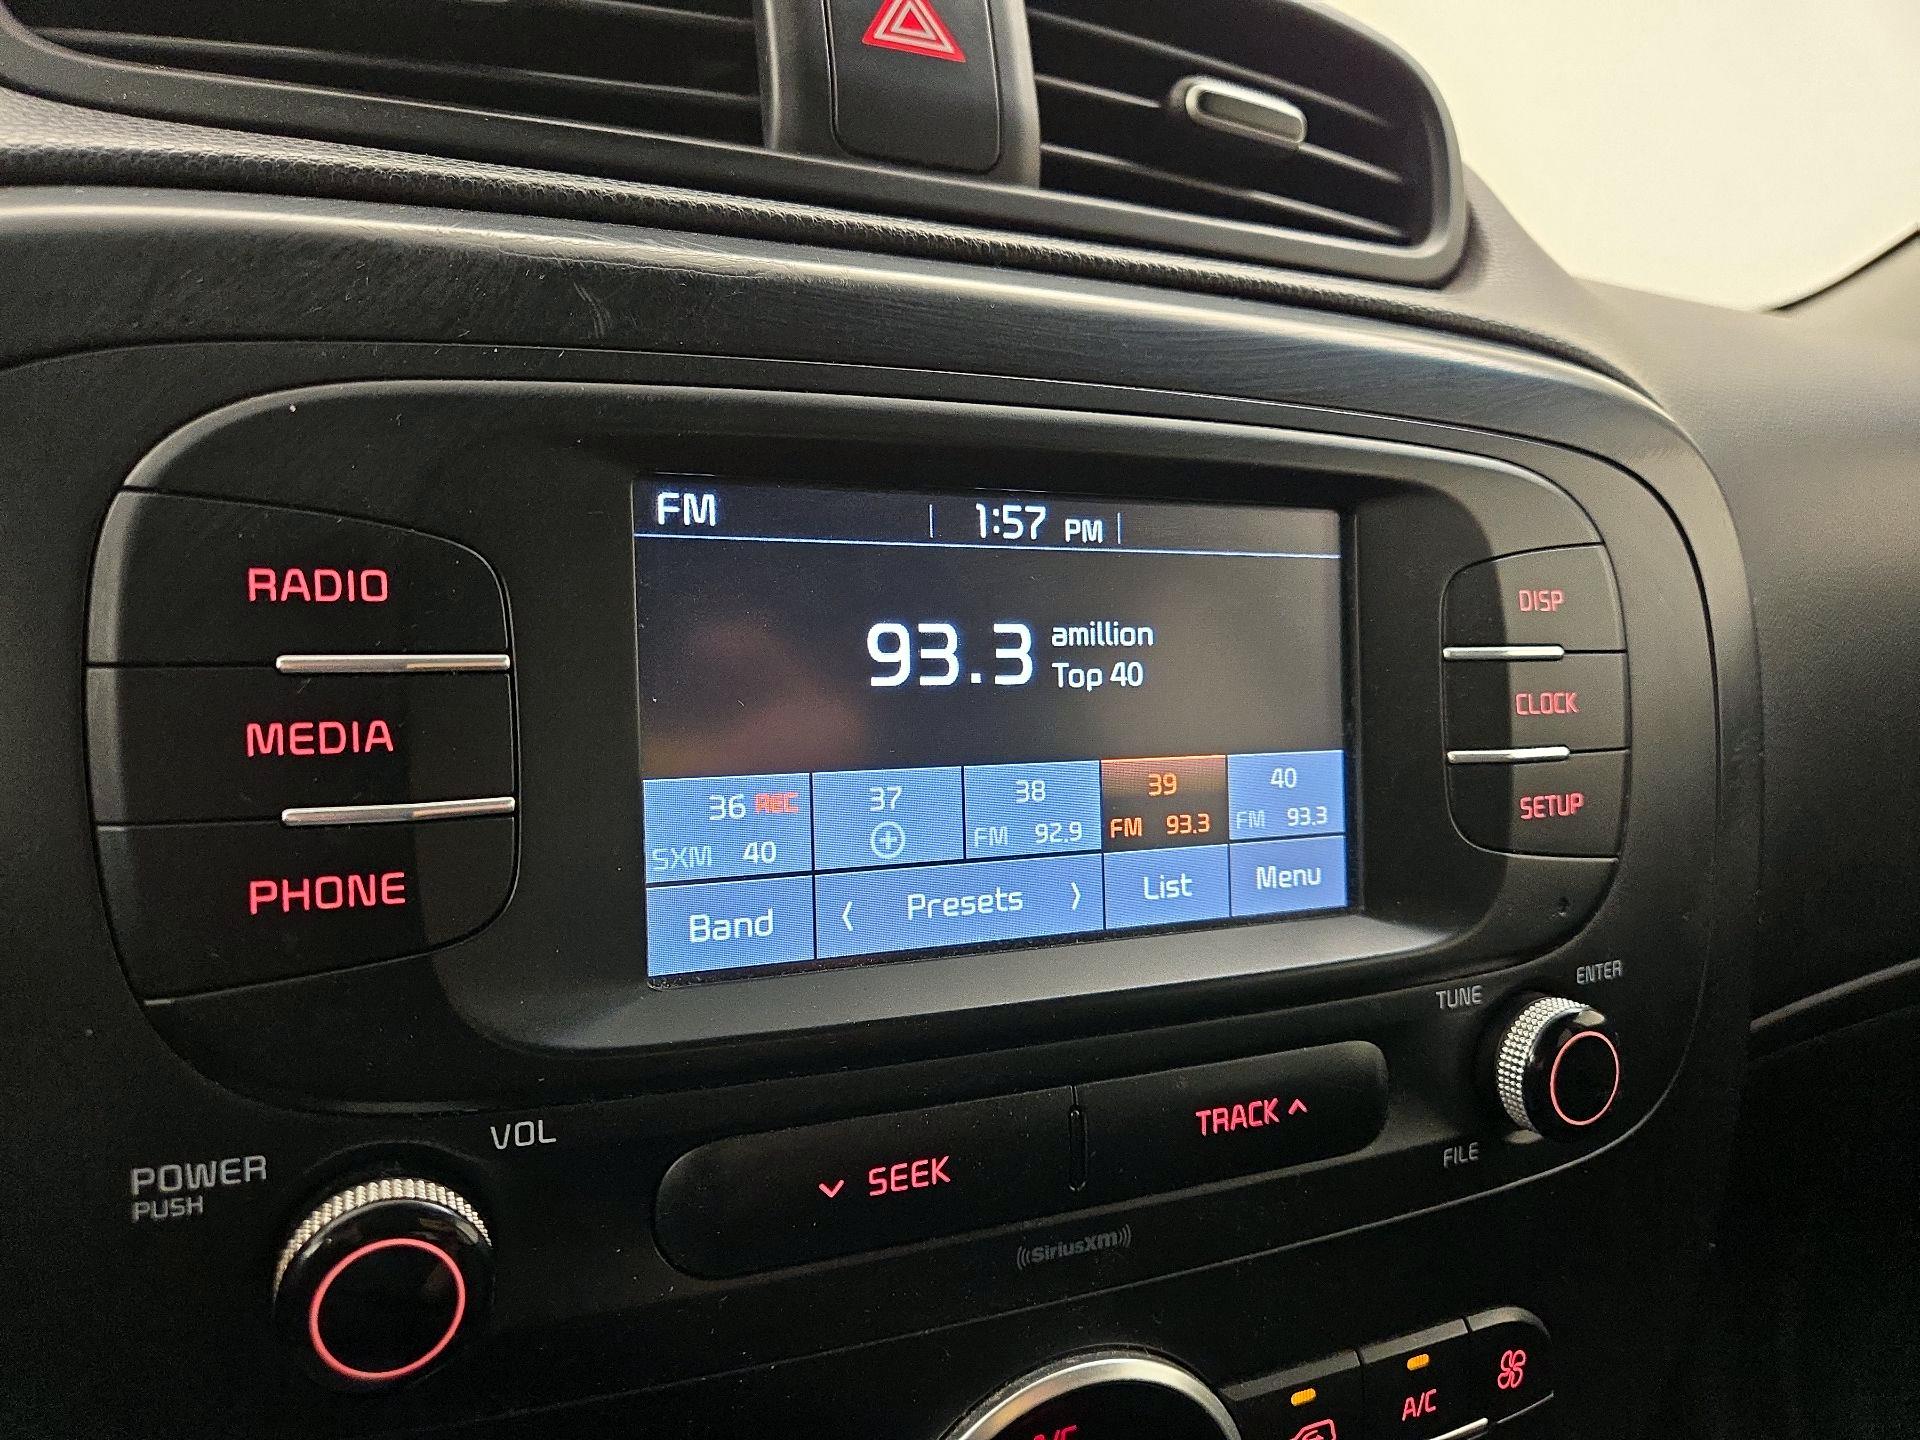 FM
1:57 PM
RADIO
MEDIA
PHONE
93.3
amillion
Top 40
36 REC
SXM 40
37
38
FM 92.9
39
FM 93.3
40
FM 93.3
Band
Presets
List
Menu
DISP
CLOCK
SETUP
POWER
PUSH
VOL
SEEK
TRACK
TUNE
ENTER
FILE
SiriusXM
A/C
A/C